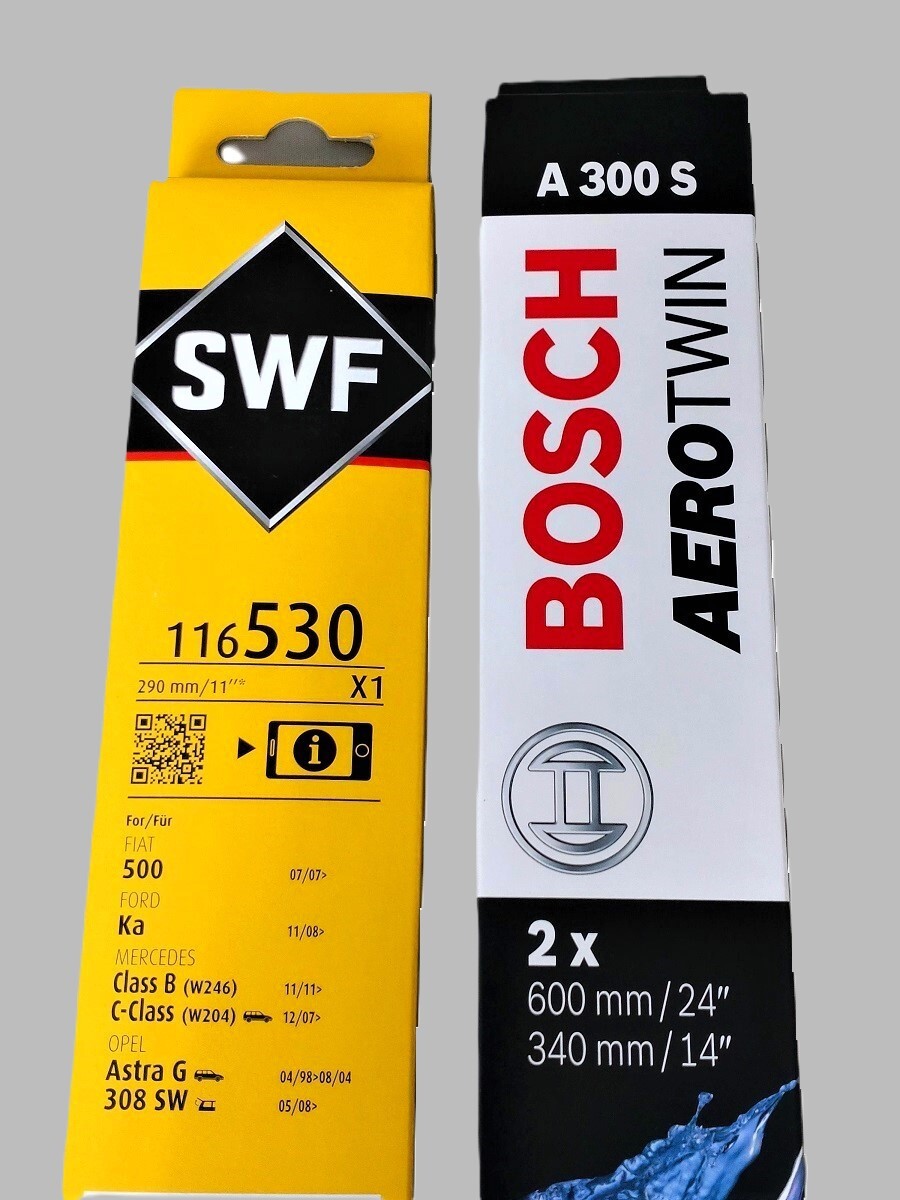 SWF
116530
290 mm/11″* X1
For/Für
FIAT
500 07/07>
FORD
Ka 11/08>
MERCEDES
Class B (W246) 11/11>
C-Class (W204) 12/07>
OPEL
Astra G 04/98>08/04
308 SW 05/08>
A 300 S
BOSCH
AEROTWIN
2 x
600 mm/24″
340 mm/14″